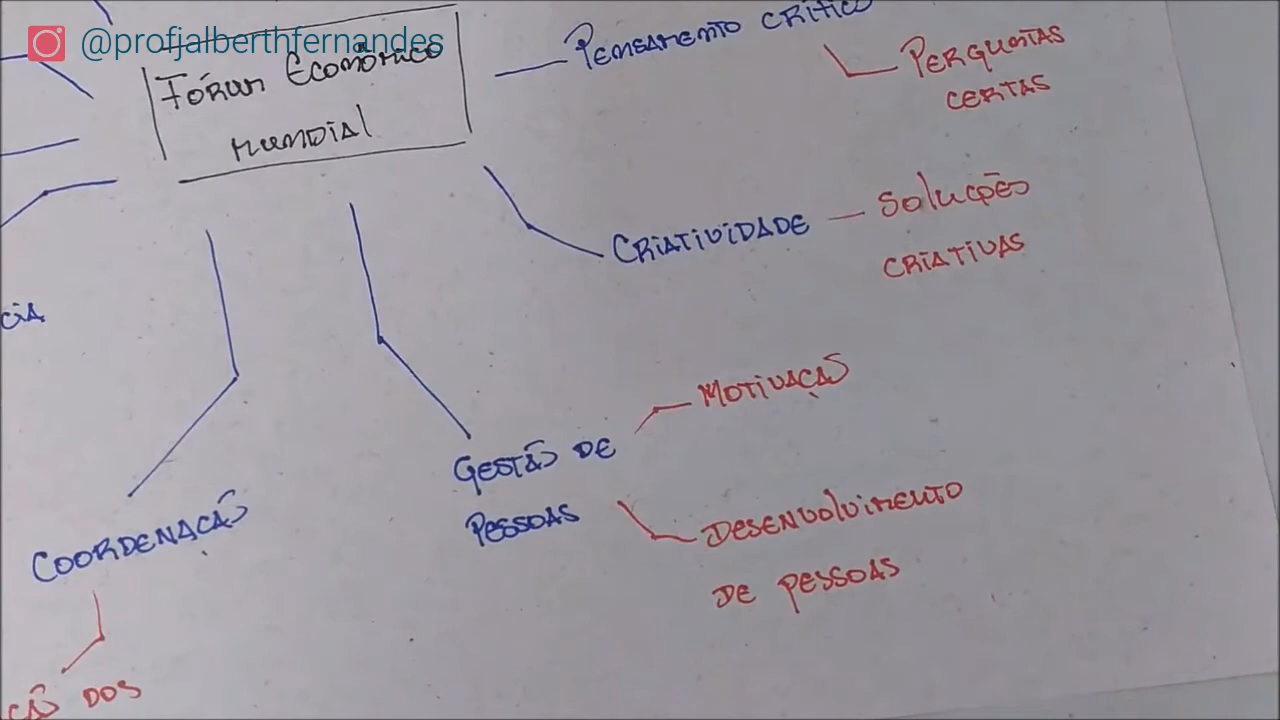 @profjalberthfernandes
Fórum Econômico
Mundial
Pensamento Crítico
Perguntas
Certas
Criatividade
Soluções
Criativas
Motivação
Gestão de
Pessoas
Desenvolvimento
de Pessoas
Coordenação
dos